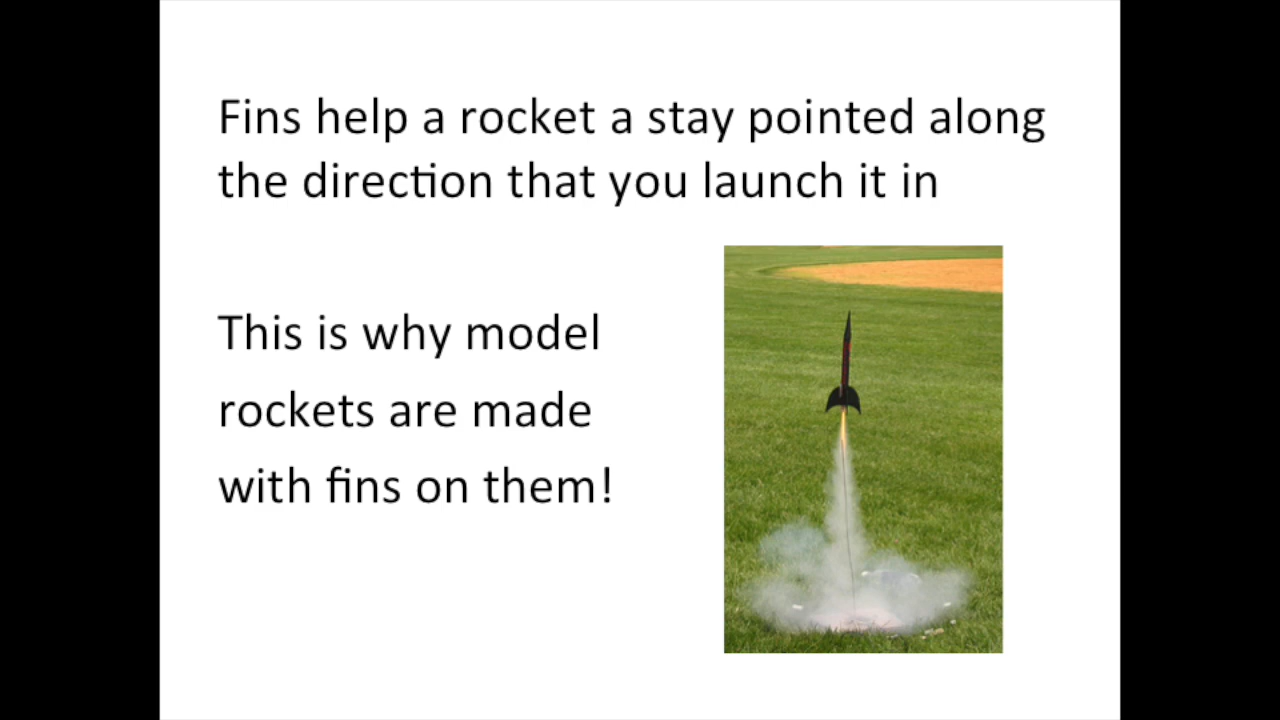 Fins help a rocket a stay pointed along
the direction that you launch it in
This is why model
rockets are made
with fins on them!